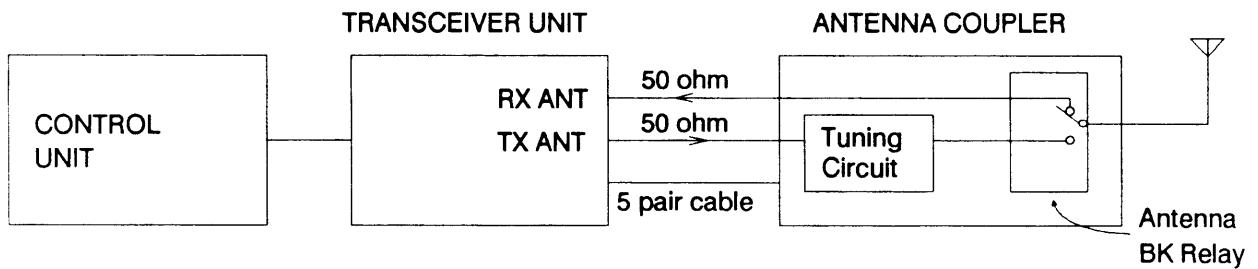 TRANSCEIVER UNIT
ANTENNA COUPLER
CONTROL
UNIT
RX ANT
TX ANT
50 ohm
50 ohm
5 pair cable
Tuning
Circuit
Antenna
BK Relay